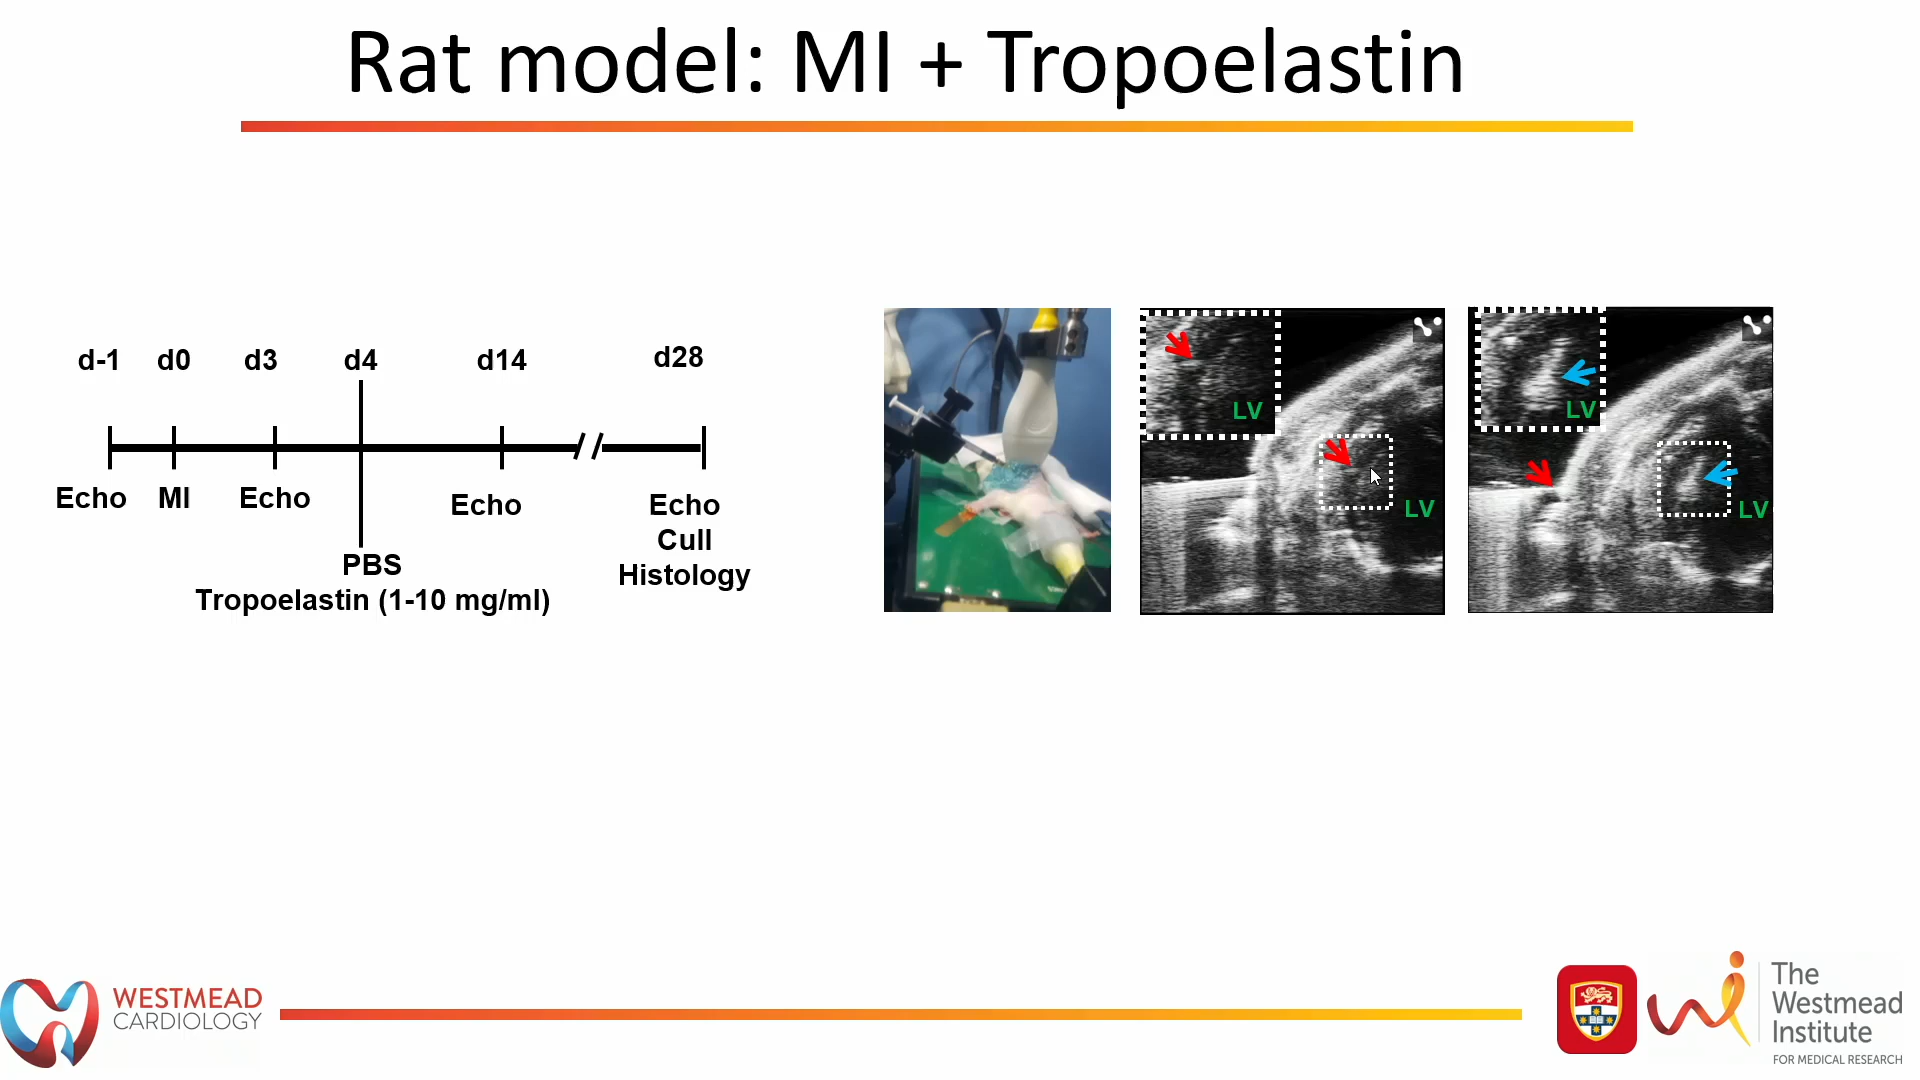 Rat model: MI + Tropoelastin
d-1 d0 d3 d4 d14 d28
Echo MI Echo Echo Echo
Cull
Histology
PBS
Tropoelastin (1-10 mg/ml)
LV
LV
LV
LV
WESTMEAD
CARDIOLOGY
The
Westmead
Institute
FOR MEDICAL RESEARCH